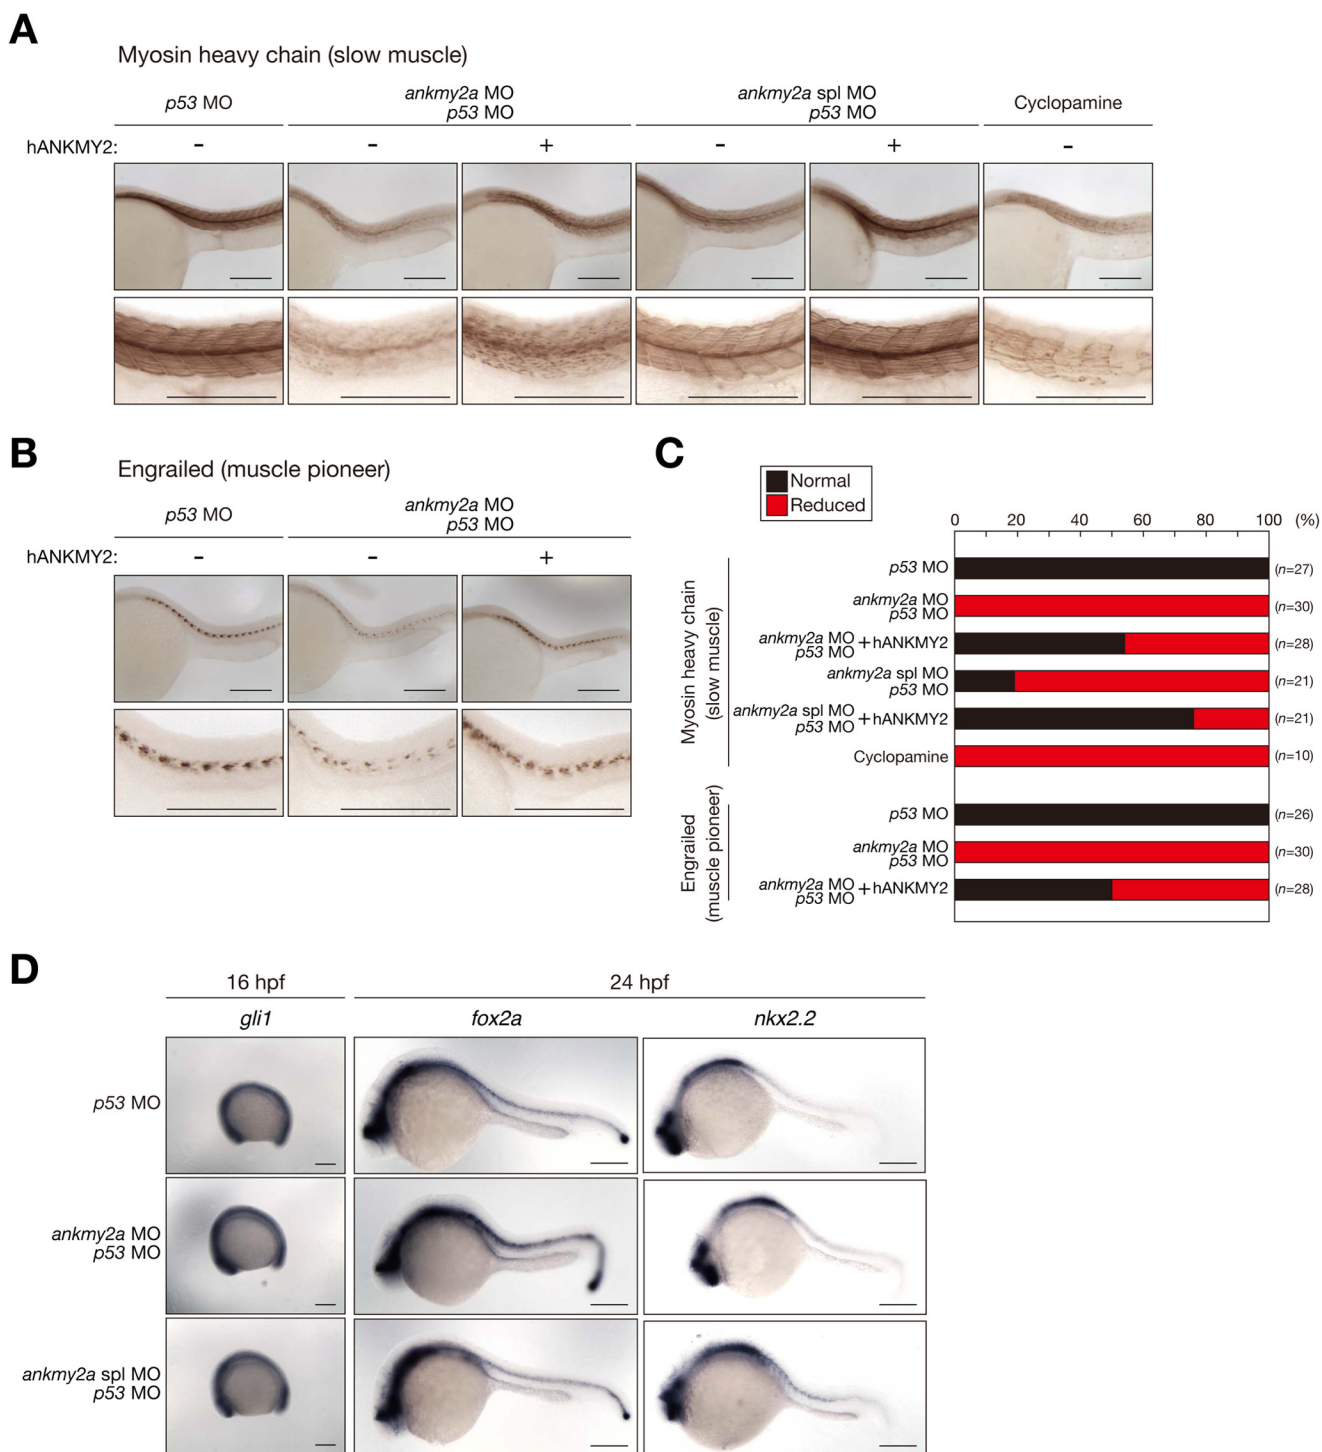 A
Myosin heavy chain (slow muscle)
p53 MO
ankmy2a MO
p53 MO
ankmy2a spl MO
p53 MO
Cyclopamine
hANKMY2:
-
-
+
-
+
-
B
Engrailed (muscle pioneer)
p53 MO
ankmy2a MO
p53 MO
hANKMY2:
-
-
+
C
Normal
Reduced
0 20 40 60 80 100 (%)
Myosin heavy chain
(slow muscle)
p53 MO
(n=27)
ankmy2a MO
p53 MO
(n=30)
ankmy2a MO
p53 MO
+hANKMY2
(n=28)
ankmy2a spl MO
p53 MO
(n=21)
ankmy2a spl MO
p53 MO
+hANKMY2
(n=21)
Cyclopamine
(n=10)
Engrailed
(muscle pioneer)
p53 MO
(n=26)
ankmy2a MO
p53 MO
(n=30)
ankmy2a MO
p53 MO
+hANKMY2
(n=28)
D
16 hpf
24 hpf
gli1
fox2a
nkx2.2
p53 MO
ankmy2a MO
p53 MO
ankmy2a spl MO
p53 MO